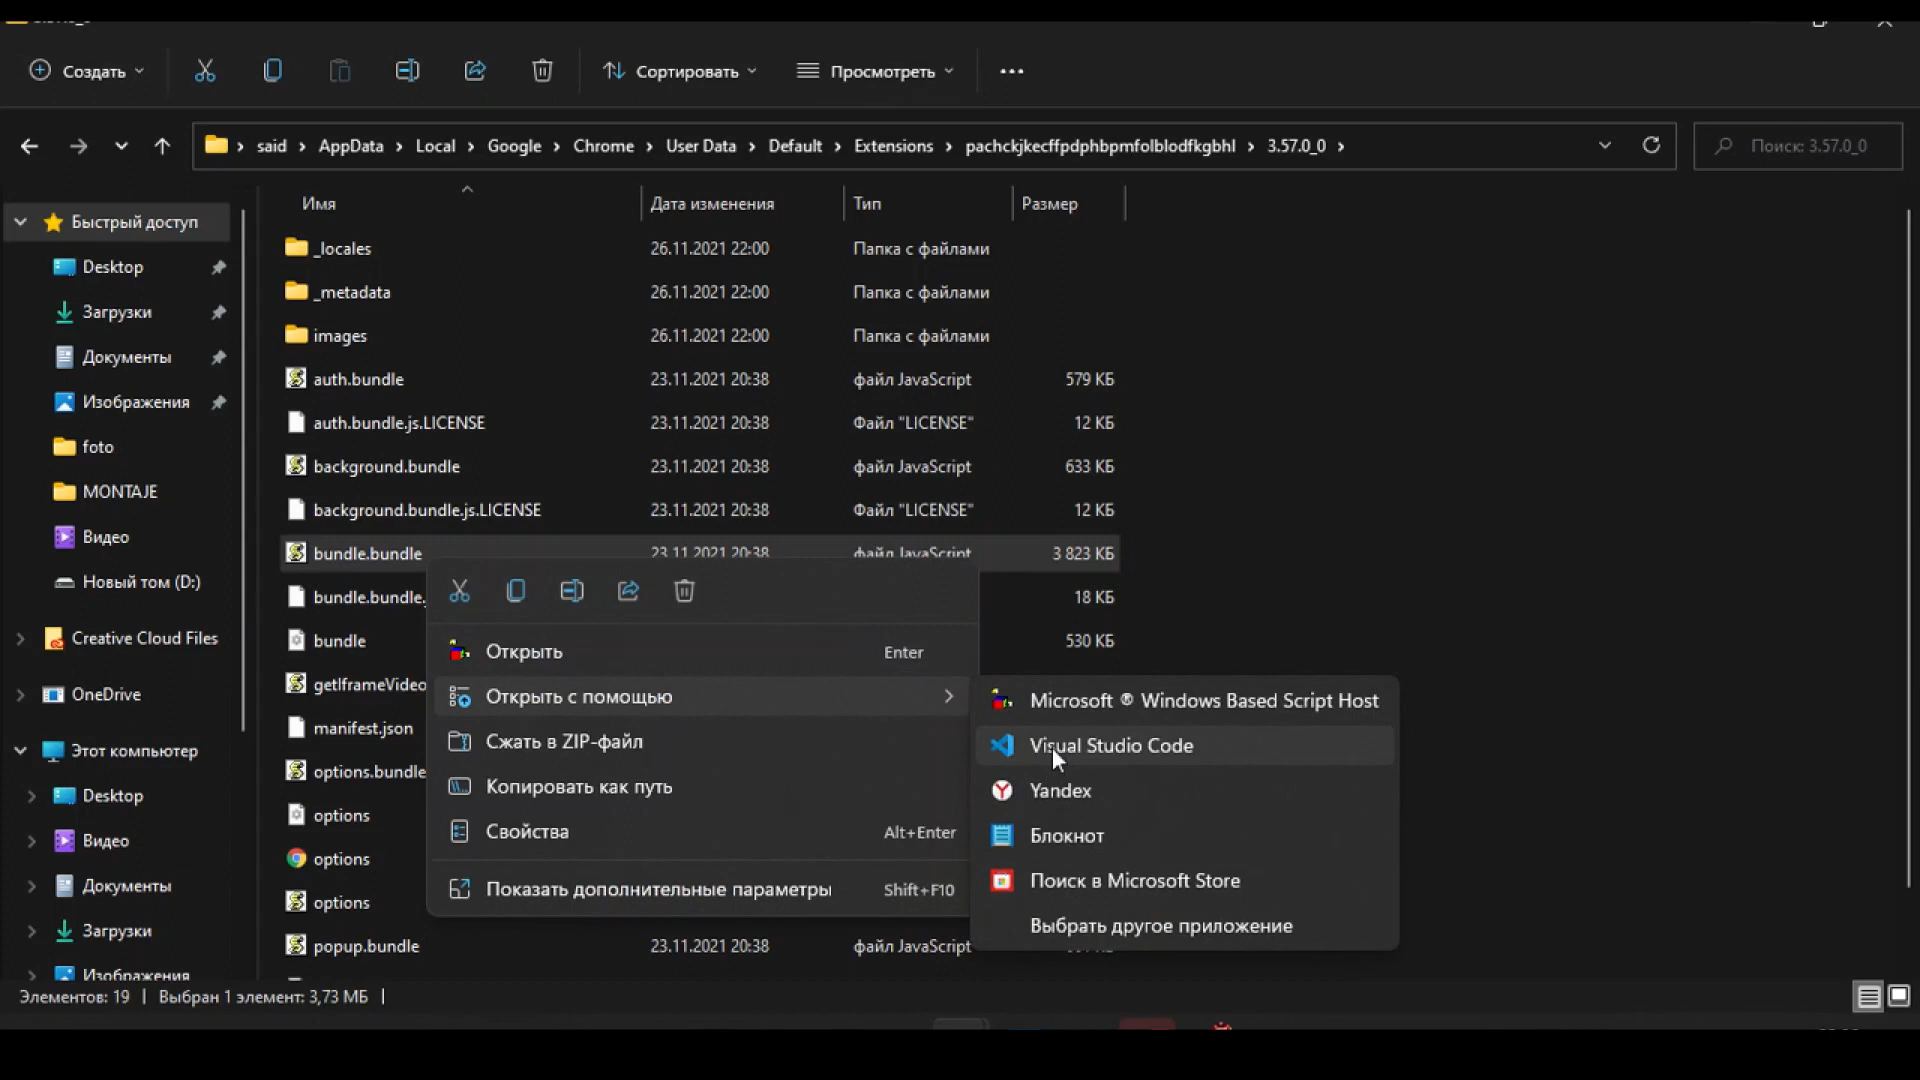 Создать
Сортировать
Просмотреть
said
AppData
Local
Google
Chrome
User Data
Default
Extensions
pachckjkecffpdphbpmfolblodfkgbhl
3.57.0_0
Поиск: 3.57.0_0
Имя
Дата изменения
Тип
Размер
Быстрый доступ
Desktop
Загрузки
Документы
Изображения
foto
MONTAJE
Видео
Новый том (D:)
Creative Cloud Files
OneDrive
Этот компьютер
Desktop
Видео
Документы
Загрузки
Изображения
_locales 26.11.2021 22:00 Папка с файлами
_metadata 26.11.2021 22:00 Папка с файлами
images 26.11.2021 22:00 Папка с файлами
auth.bundle 23.11.2021 20:38 файл JavaScript 579 КБ
auth.bundle.js.LICENSE 23.11.2021 20:38 Файл "LICENSE" 12 КБ
background.bundle 23.11.2021 20:38 файл JavaScript 633 КБ
background.bundle.js.LICENSE 23.11.2021 20:38 Файл "LICENSE" 12 КБ
bundle.bundle 23.11.2021 20:38 файл JavaScript 3 823 КБ
bundle.bundle. 18 КБ
bundle 530 КБ
getIframeVideo
manifest.json
options.bundle
options
options
options
popup.bundle 23.11.2021 20:38 файл JavaScript
Открыть Enter
Открыть с помощью
Сжать в ZIP-файл
Копировать как путь
Свойства Alt+Enter
Показать дополнительные параметры Shift+F10
Microsoft ® Windows Based Script Host
Visual Studio Code
Yandex
Блокнот
Поиск в Microsoft Store
Выбрать другое приложение
Элементов: 19 | Выбран 1 элемент: 3,73 МБ |